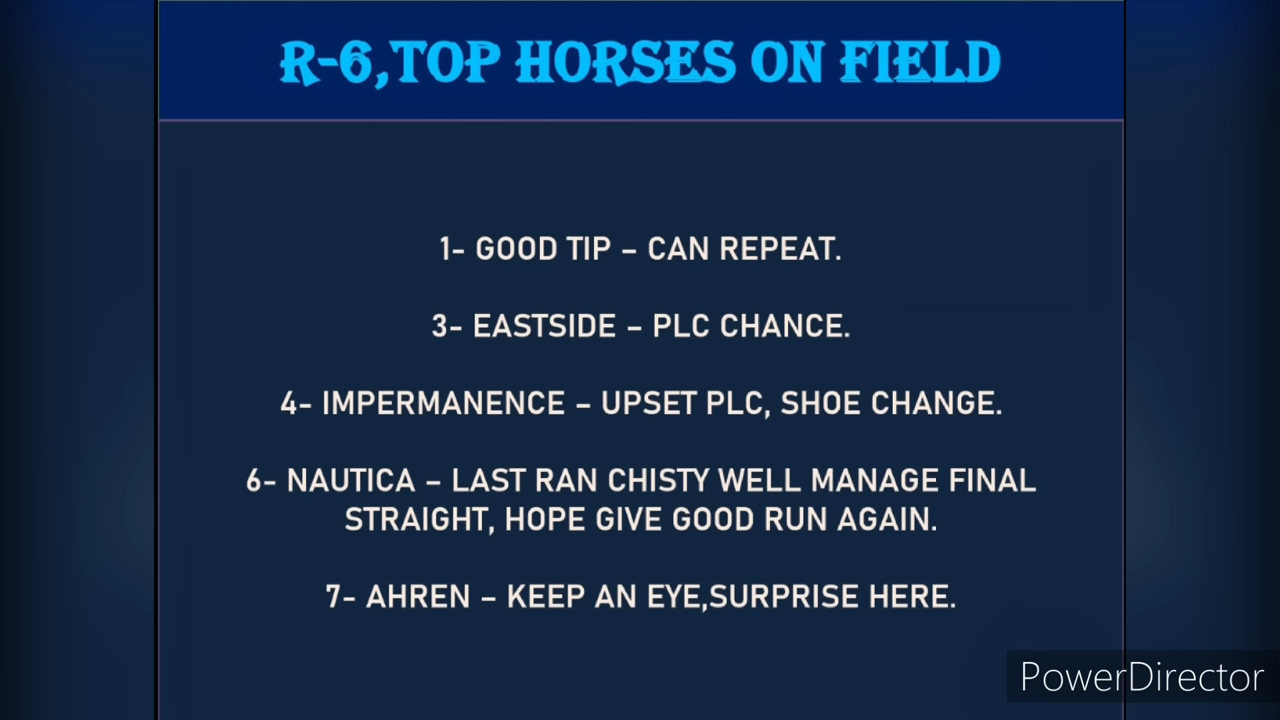 R-6,TOP HORSES ON FIELD
1- GOOD TIP – CAN REPEAT.
3- EASTSIDE – PLC CHANCE.
4- IMPERMANENCE – UPSET PLC, SHOE CHANGE.
6- NAUTICA – LAST RAN CHISTY WELL MANAGE FINAL
STRAIGHT, HOPE GIVE GOOD RUN AGAIN.
7- AHREN – KEEP AN EYE,SURPRISE HERE.
PowerDirector